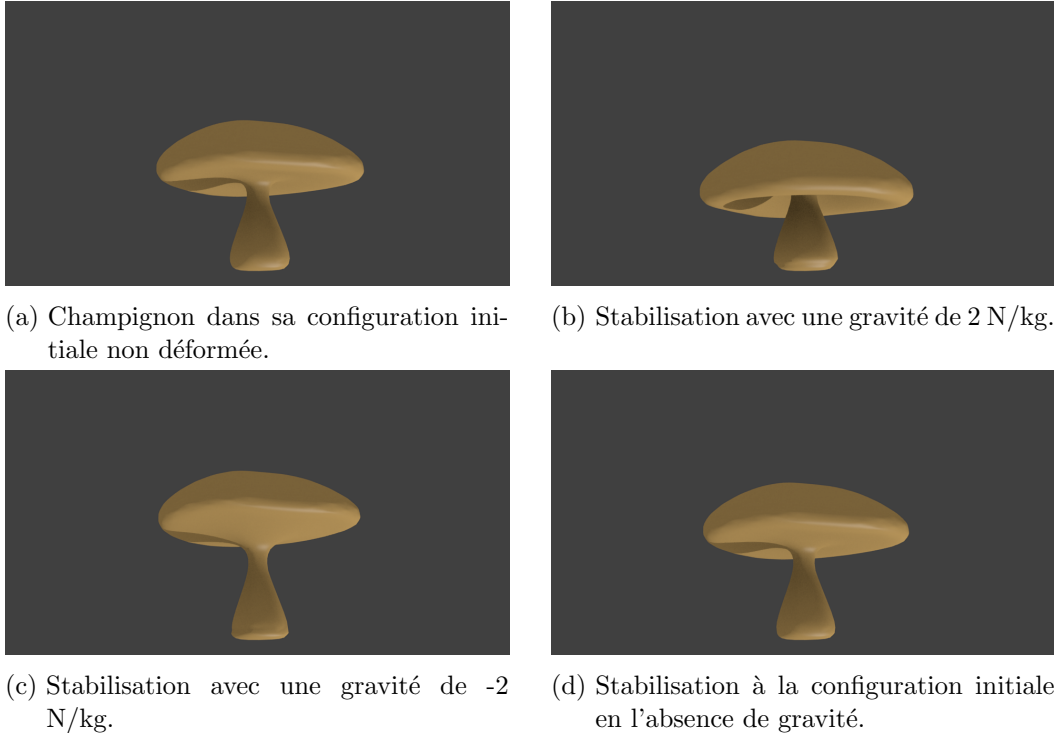 (a) Champignon dans sa configuration ini-
tiale non déformée.
(b) Stabilisation avec une gravité de 2 N/kg.
(c) Stabilisation avec une gravité de -2
N/kg.
(d) Stabilisation à la configuration initiale
en l'absence de gravité.